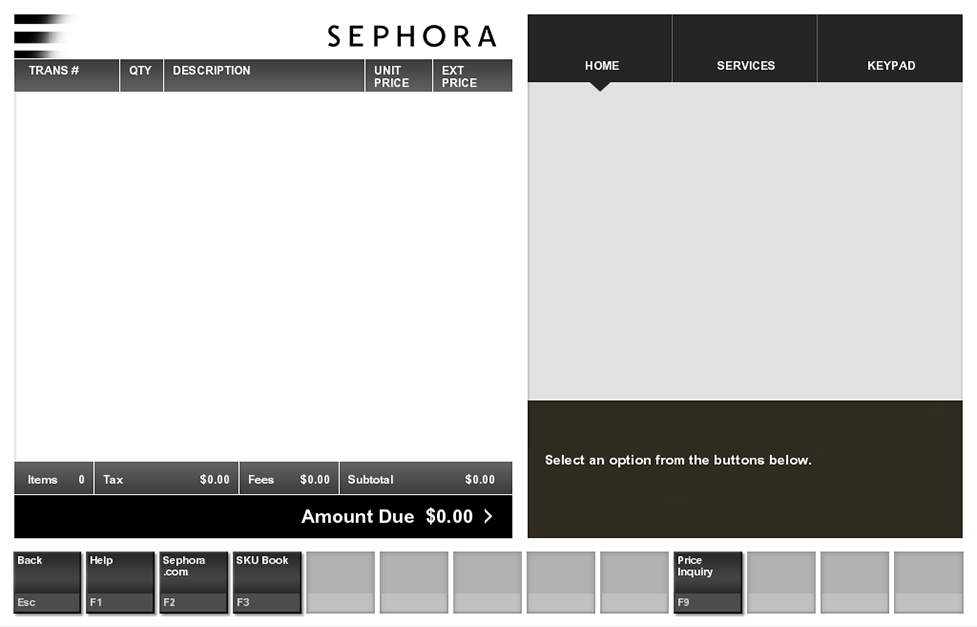 SEPHORA
HOME
SERVICES
KEYPAD
TRANS #
QTY
DESCRIPTION
UNIT
PRICE
EXT
PRICE
Select an option from the buttons below.
Items 0
Tax $0.00
Fees $0.00
Subtotal $0.00
Amount Due $0.00
Back
Esc
Help
F1
Sephora
.com
F2
SKU Book
F3
Price
Inquiry
F9